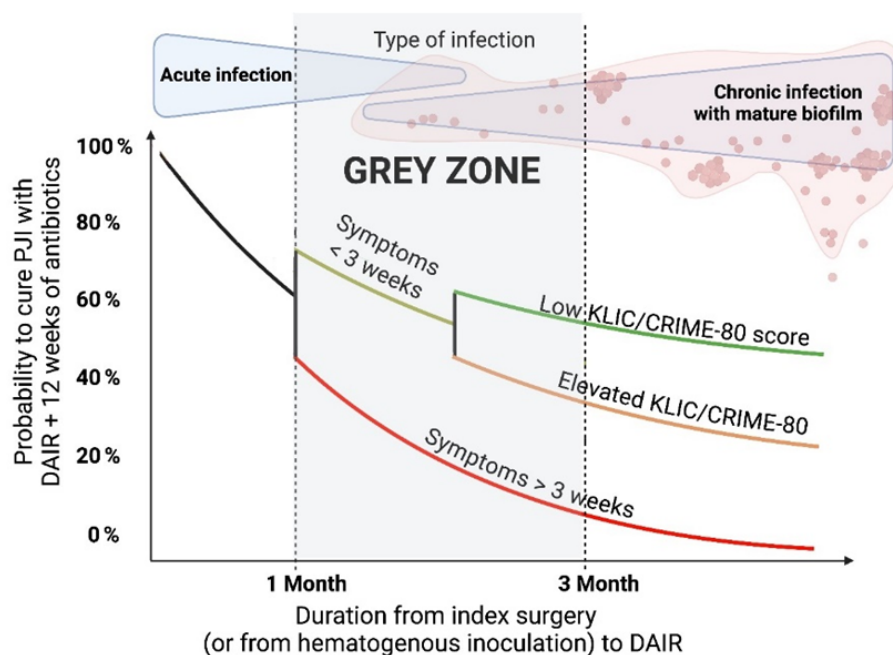 Type of infection
Acute infection
Chronic infection
with mature biofilm
GREY ZONE
Probability to cure PJI with
DAIR + 12 weeks of antibiotics
100 %
80 %
60 %
40 %
20 %
0 %
Symptoms
< 3 weeks
Low KLIC/CRIME-80 score
Elevated KLIC/CRIME-80
Symptoms > 3 weeks
1 Month
3 Month
Duration from index surgery
(or from hematogenous inoculation) to DAIR